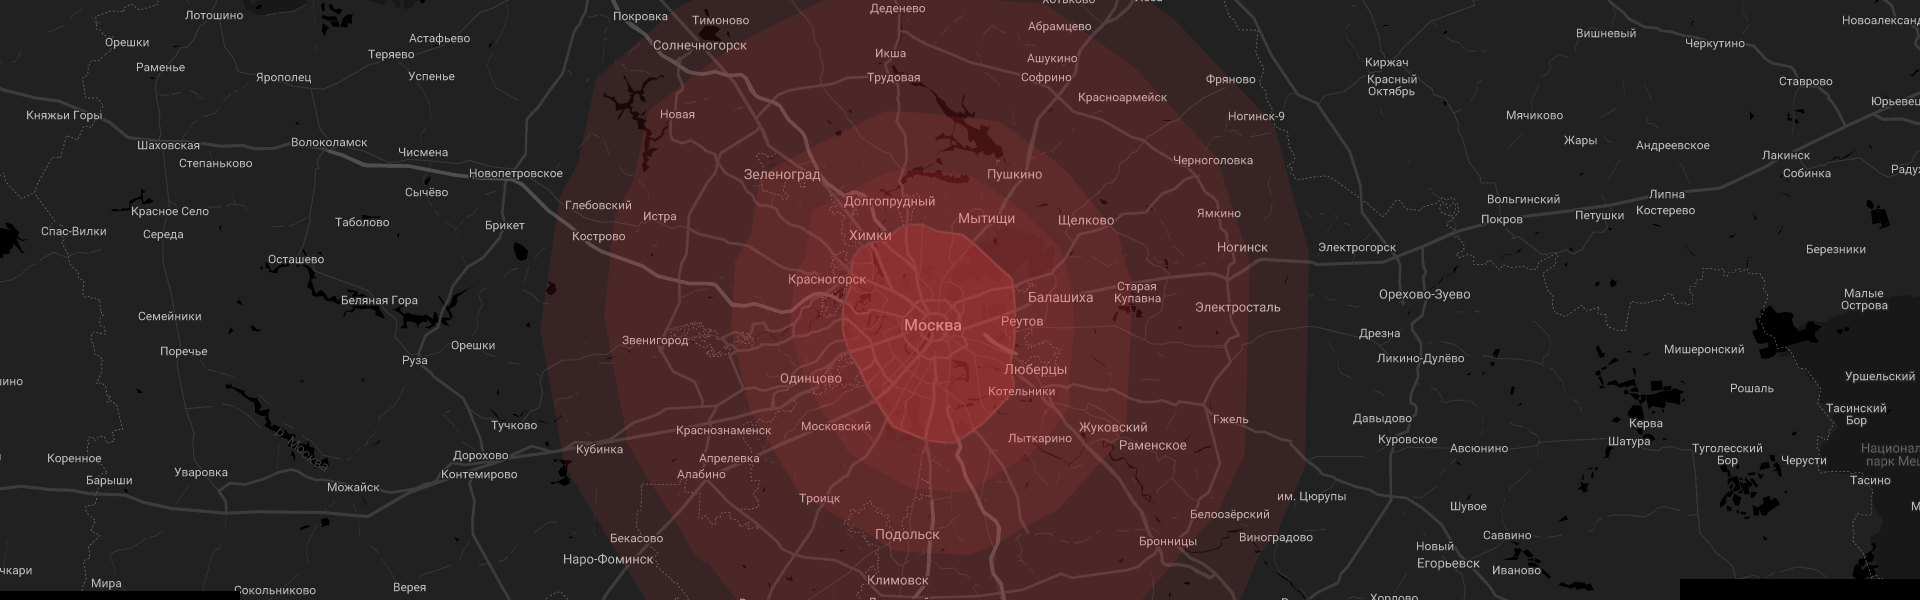 Хотьково
Деденево
Лотошино
Покровка
Тимоново
Новоалександ
Абрамцево
Вишневый
Орешки
Астафьево
Солнечногорск
Черкутино
Теряево
Икша
Ашукино
Киржач
Раменье
Ярополец
Успенье
Трудовая
Софрино
Фряново
Красный
Октябрь
Ставрово
Красноармейск
Юрьевец
Княжьи Горы
Новая
Ногинск-9
Мячиково
Шаховская
Волоколамск
Жары
Андреевское
Степаньково
Чисмена
Черноголовка
Лакинск
Новопетровское
Зеленоград
Пушкино
Собинка
Раду
Сычёво
Долгопрудный
Вольгинский
Липна
Красное Село
Глебовский
Истра
Мытищи
Щелково
Ямкино
Покров
Петушки
Костерево
Таболово
Брикет
Спас-Вилки
Середа
Кострово
Химки
Ногинск
Электрогорск
Березники
Осташево
Красногорск
Старая
Купавна
Беляная Гора
Балашиха
Орехово-Зуево
Малые
Острова
Электросталь
Семейники
Москва
Реутов
Дрезна
Звенигород
Поречье
Орешки
Руза
Мишеронский
Ликино-Дулёво
Одинцово
Люберцы
Котельники
Уршельский
Рошаль
Тасинский
Бор
Тучково
Краснознаменск
Московский
Жуковский
Гжель
Давыдово
Керва
Лыткарино
Раменское
Куровское
Шатура
Кубинка
Авсюнино
Туголесский
Бор
Национал
парк Ме
р. Москва
Коренное
Дорохово
Апрелевка
Черусти
Уваровка
Контемирово
Алабино
Барыши
Можайск
Тасино
Троицк
им. Цюрупы
Шувое
Белоозёрский
Бекасово
Подольск
Бронницы
Виноградово
Саввино
Наро-Фоминск
Новый
Егорьевск
Иваново
чкари
Мира
Климовск
Сокольниково
Верея
Хорлово